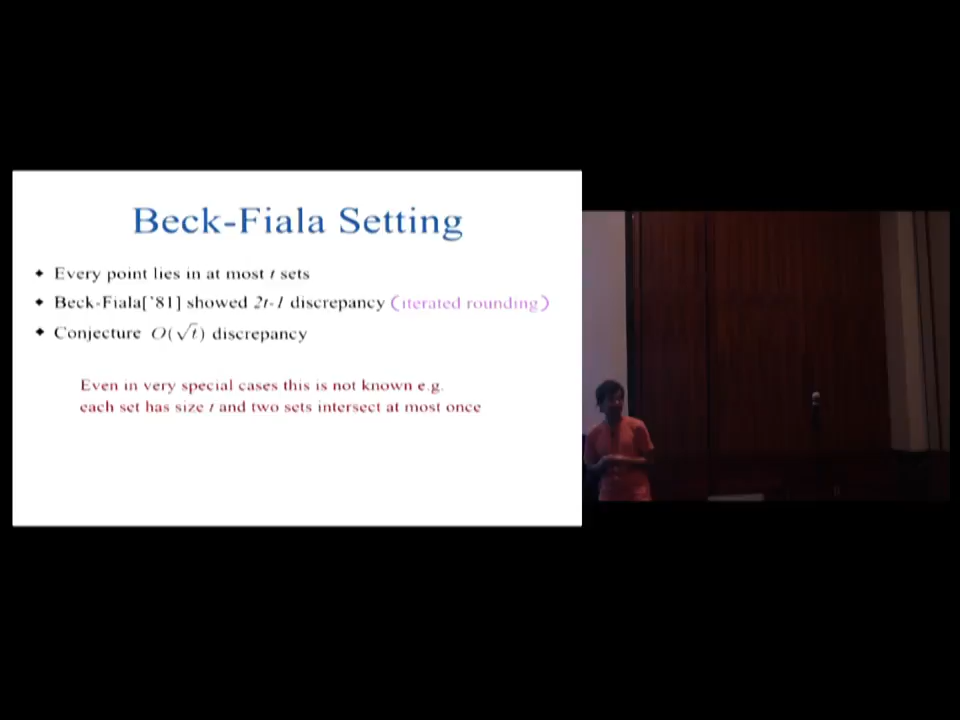 Beck-Fiala Setting
Every point lies in at most t sets
Beck-Fiala['81] showed 2t-1 discrepancy (iterated rounding)
Conjecture O(√t) discrepancy
Even in very special cases this is not known e.g.
each set has size t and two sets intersect at most once